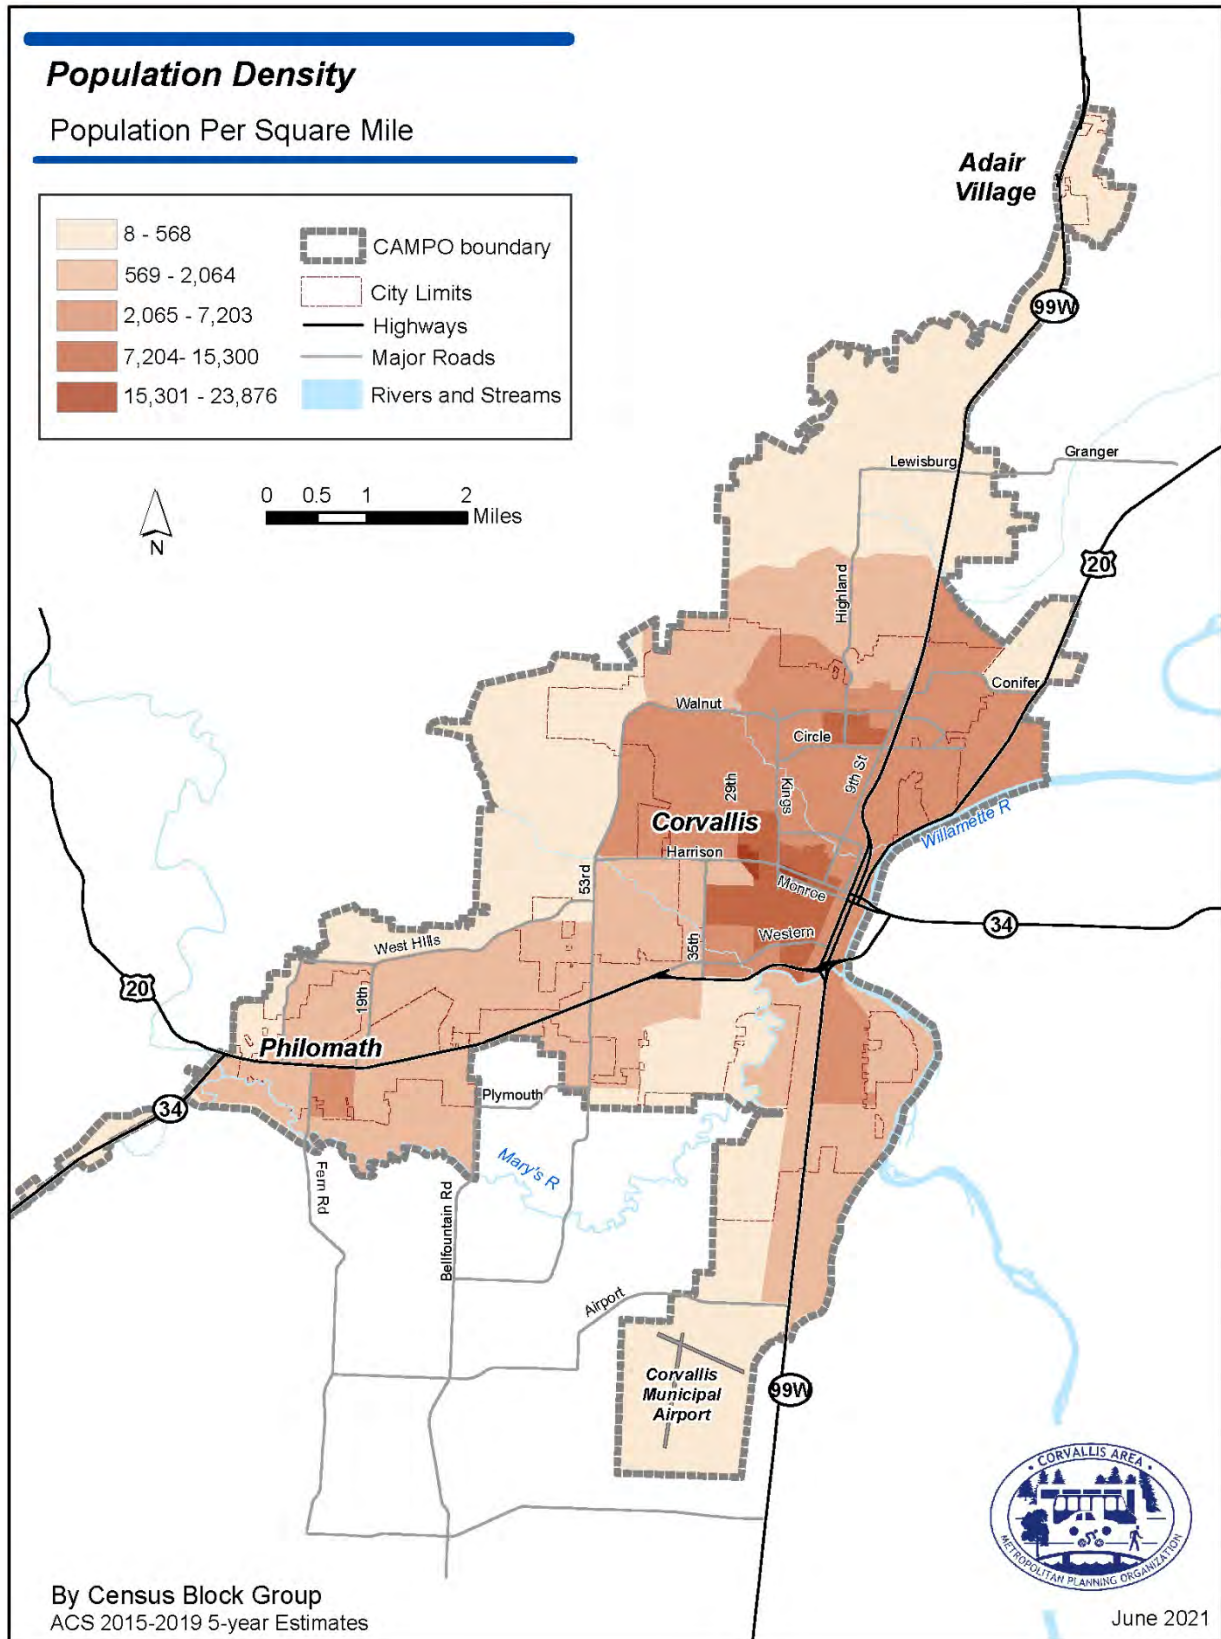 Population Density
Population Per Square Mile
8 - 568
569 - 2,064
2,065 - 7,203
7,204- 15,300
15,301 - 23,876
CAMPO boundary
City Limits
Highways
Major Roads
Rivers and Streams
0 0.5 1 2
Miles
N
Adair
Village
99W
Lewisburg
Granger
20
Highland
Conifer
Walnut
Circle
9th St
29th
Kings
Corvallis
Willamette R
Harrison
Monroe
53rd
34
Western
35th
West HIlls
20
19th
Philomath
Plymouth
34
Mary's R
Fern Rd
Bellfountain Rd
Airport
Corvallis
Municipal
Airport
99W
CORVALLIS AREA
METROPOLITAN PLANNING ORGANIZATION
By Census Block Group
ACS 2015-2019 5-year Estimates
June 2021